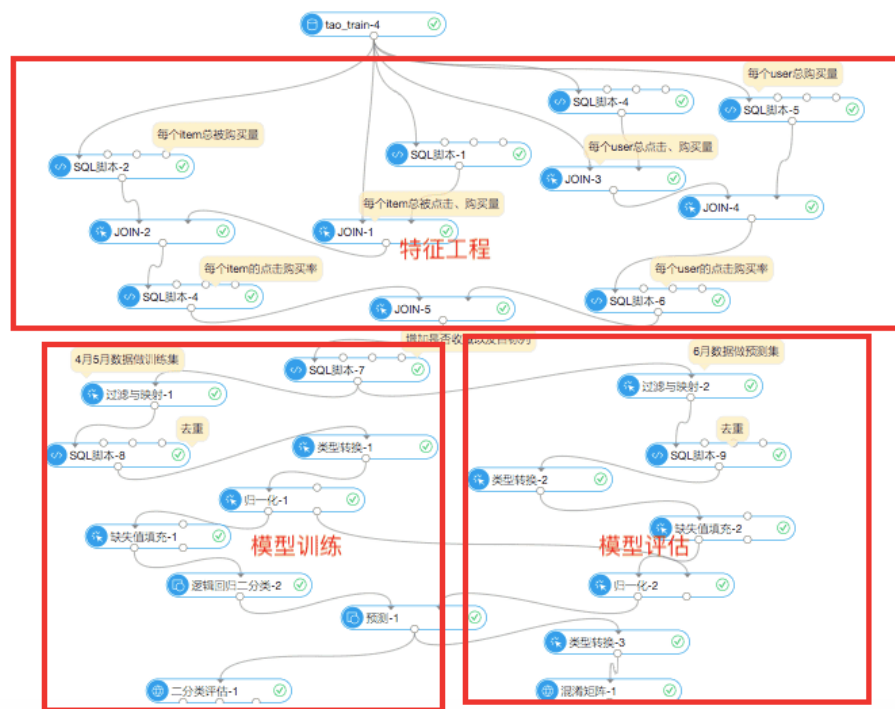 tao_train-4
每个user总购买量
SQL脚本-4
SQL脚本-5
每个item总被购买量
SQL脚本-2
SQL脚本-1
每个user总点击、购买量
JOIN-3
每个item总被点击、购买量
JOIN-4
JOIN-2
JOIN-1
特征工程
每个item的点击购买率
每个user的点击购买率
SQL脚本-4
JOIN-5
SQL脚本-6
4月5月数据做训练集
SQL脚本-7
6月数据做预测集
过滤与映射-1
过滤与映射-2
去重
去重
SQL脚本-8
类型转换-1
SQL脚本-9
类型转换-2
归一化-1
缺失值填充-1
模型训练
缺失值填充-2
模型评估
逻辑回归二分类-2
归一化-2
预测-1
类型转换-3
二分类评估-1
混淆矩阵-1